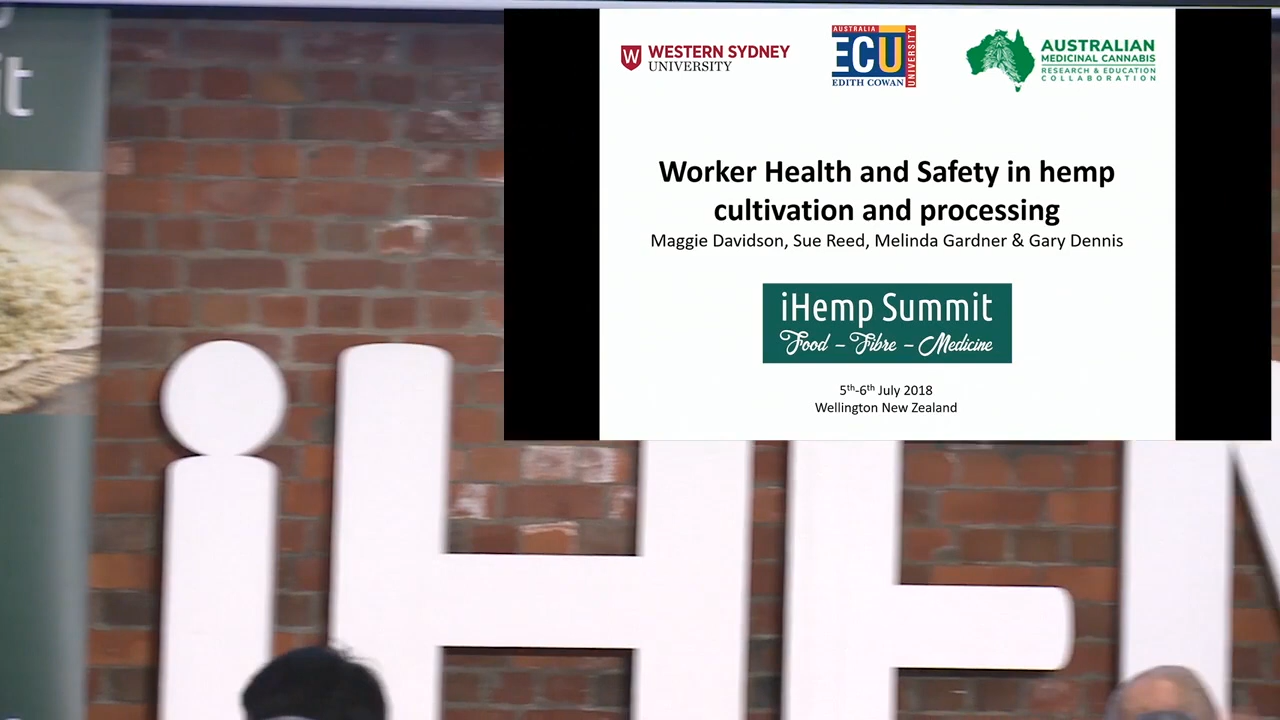 t
WESTERN SYDNEY
UNIVERSITY
AUSTRALIA
ECU
UNIVERSITY
EDITH COWAN
AUSTRALIAN
MEDICINAL CANNABIS
RESEARCH & EDUCATION
COLLABORATION
Worker Health and Safety in hemp
cultivation and processing
Maggie Davidson, Sue Reed, Melinda Gardner & Gary Dennis
iHemp Summit
Food – Fibre – Medicine
5th-6th July 2018
Wellington New Zealand
iHEM